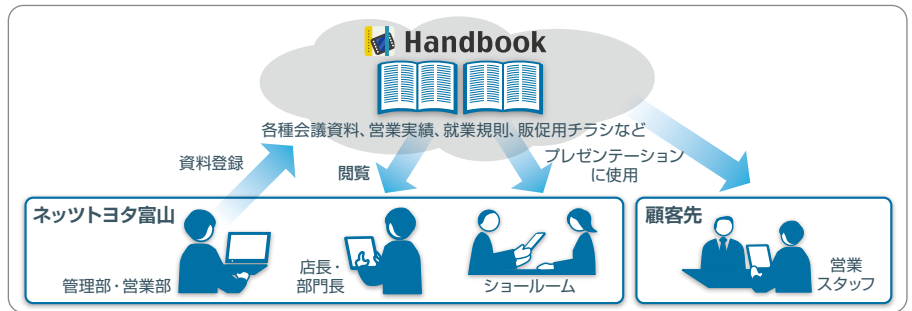 Handbook
各種会議資料、営業実績、就業規則、販促用チラシなど
資料登録
閲覧
プレゼンテーション
に使用
ネッツトヨタ富山
管理部・営業部
店長・
部門長
ショールーム
顧客先
営業
スタッフ